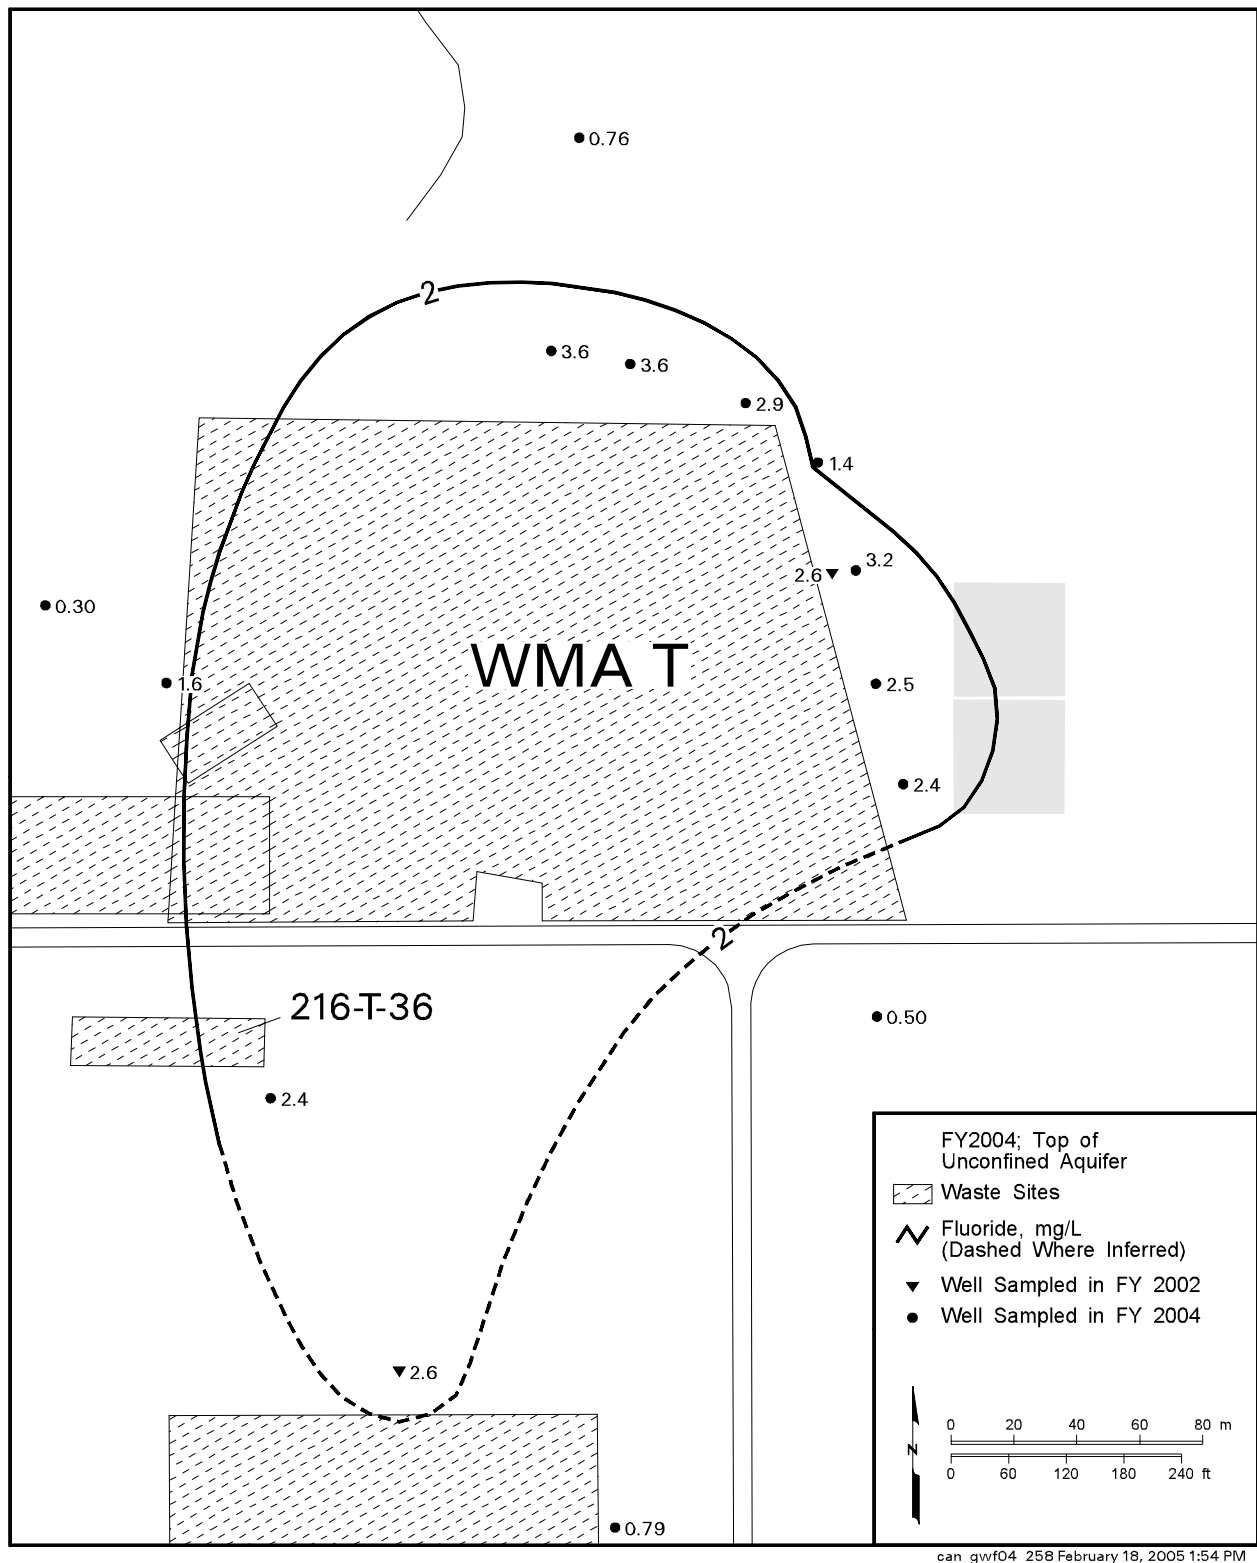 0.76
2
3.6
3.6
2.9
1.4
3.2
2.6
0.30
WMA T
1.6
2.5
2.4
2
216-T-36
0.50
2.4
FY2004; Top of
Unconfined Aquifer
Waste Sites
Fluoride, mg/L
(Dashed Where Inferred)
Well Sampled in FY 2002
Well Sampled in FY 2004
2.6
N
0 20 40 60 80 m
0 60 120 180 240 ft
0.79
can_gwf04_258 February 18, 2005 1:54 PM